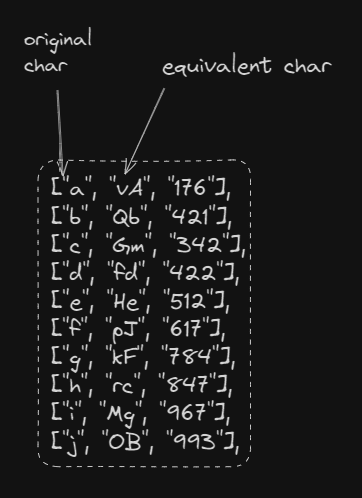 original
char
equivalent char
["a", "vA", "176"],
["b", "Qb", "421"],
["c", "Gm", "342"],
["d", "fd", "422"],
["e", "He", "512"],
["f", "pJ", "617"],
["g", "kF", "784"],
["h", "rc", "847"],
["i", "Mg", "967"],
["j", "OB", "993"],